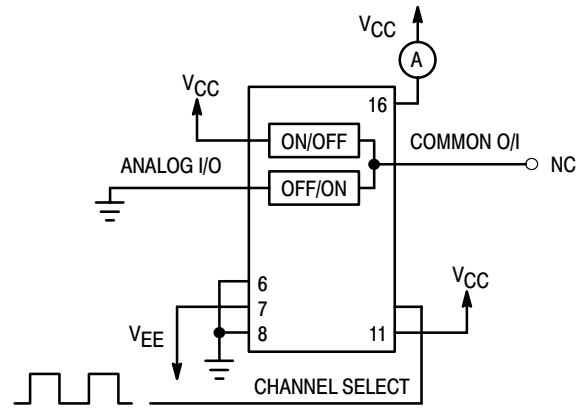 VCC
A
VCC
16
ON/OFF
COMMON O/I
ANALOG I/O
NC
OFF/ON
VCC
6
7
VEE
8
11
CHANNEL SELECT